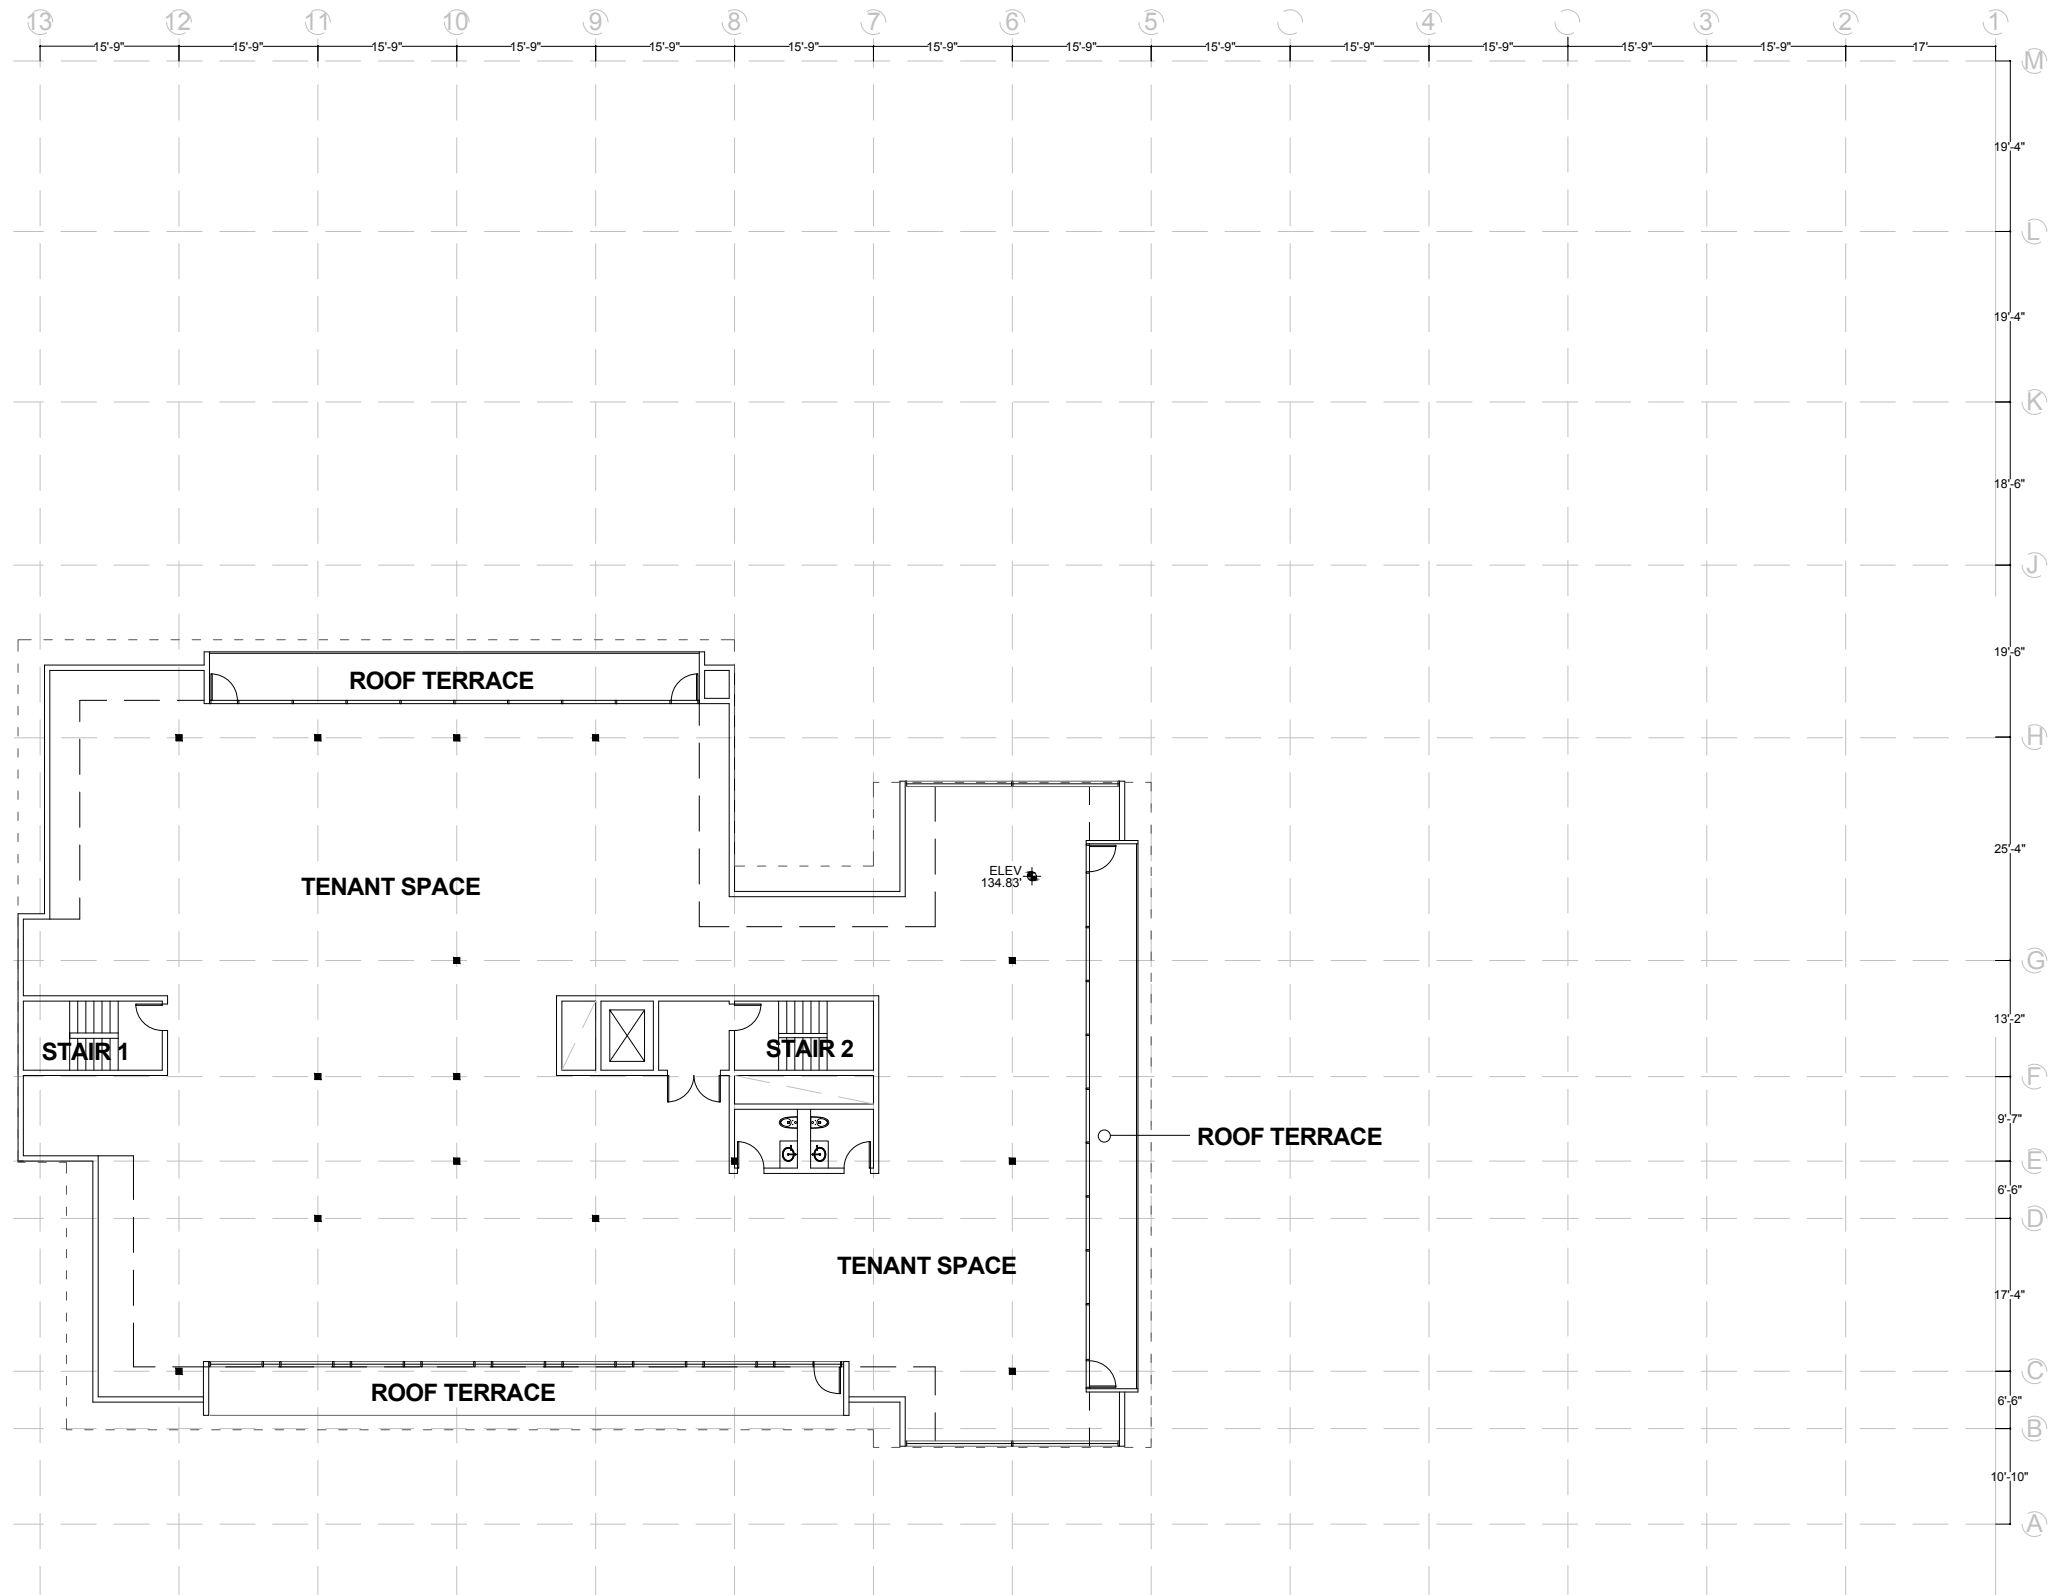 13 12 11 10 9 8 7 6 5 4 3 2 1
15'-9" 15'-9" 15'-9" 15'-9" 15'-9" 15'-9" 15'-9" 15'-9" 15'-9" 15'-9" 15'-9" 15'-9" 15'-9" 17'
M
19'-4"
L
19'-4"
K
18'-6"
J
19'-6"
ROOF TERRACE
H
25'-4"
ELEV
134.83'
TENANT SPACE
G
13'-2"
STAIR 1
STAIR 2
F
9'-7"
ROOF TERRACE
E
6'-6"
D
TENANT SPACE
17'-4"
C
ROOF TERRACE
6'-6"
B
10'-10"
A